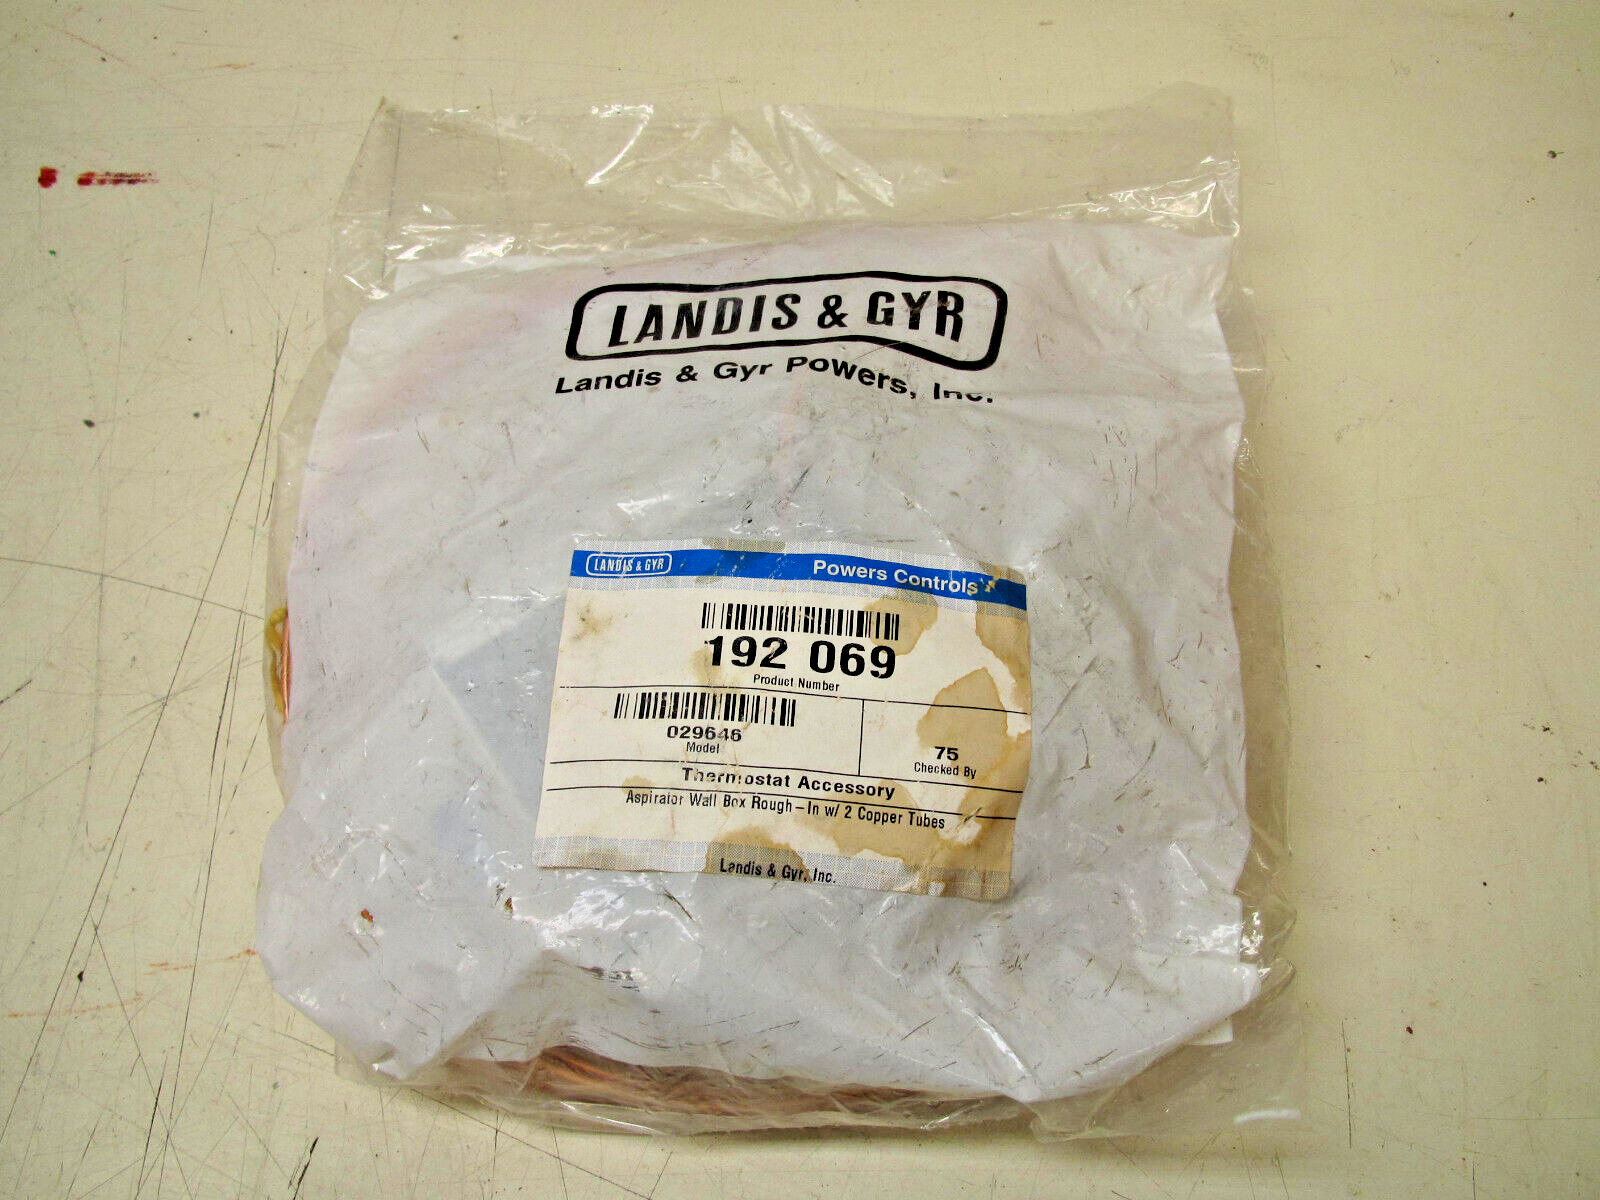 LANDIS & GYR
Landis & Gyr Powers, Inc.
LANDIS & GYR
Powers Controls
192 069
Product Number
029646
Model
75
Checked By
Thermostat Accessory
Aspirator Wall Box Rough-In w/ 2 Copper Tubes
Landis & Gyr, Inc.